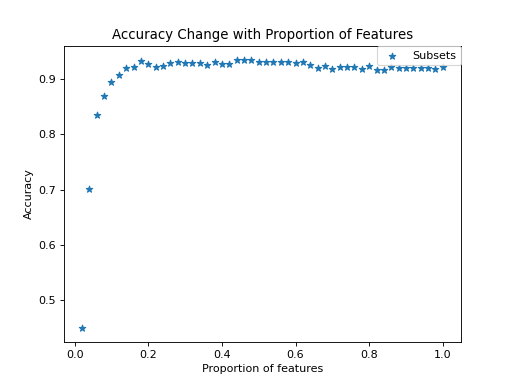 Accuracy Change with Proportion of Features
Subsets
Accuracy
0.9
0.8
0.7
0.6
0.5
0.0 0.2 0.4 0.6 0.8 1.0
Proportion of features